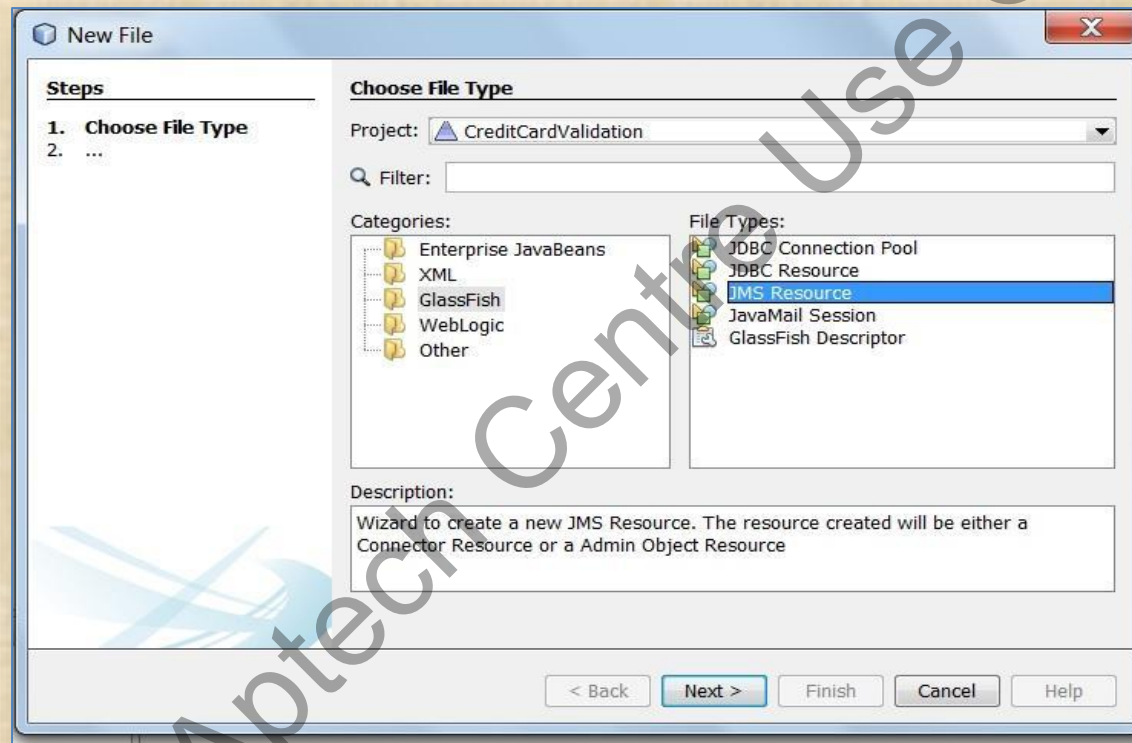 New File
Steps
1. Choose File Type
2. ...
Choose File Type
Project: CreditCardValidation
Filter:
Categories:
Enterprise JavaBeans
XML
GlassFish
WebLogic
Other
File Types:
JDBC Connection Pool
JDBC Resource
JMS Resource
JavaMail Session
GlassFish Descriptor
Description:
Wizard to create a new JMS Resource. The resource created will be either a
Connector Resource or a Admin Object Resource
< Back Next > Finish Cancel Help
Aptech Centre Use